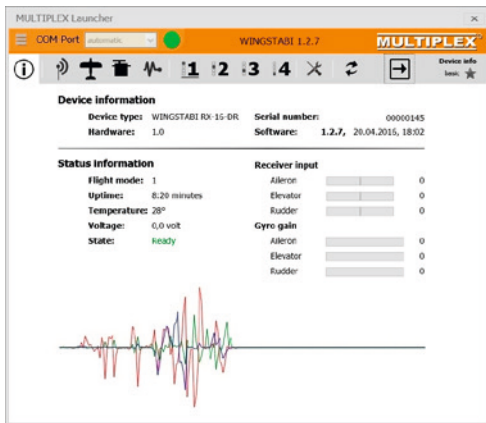 MULTIPLEX Launcher
COM Port automatic WINGSTABI 1.2.7 MULTIPLEX
1 2 3 4 Device info
basic
Device information
Device type: WINGSTABI RX-16-DR Serial number: 00000145
Hardware: 1.0 Software: 1.2.7, 20.04.2016, 18:02
Status information Receiver input
Flight mode: 1 Aileron 0
Uptime: 8:20 minutes Elevator 0
Temperature: 28° Rudder 0
Voltage: 0,0 volt Gyro gain
State: Ready Aileron 0
Elevator 0
Rudder 0